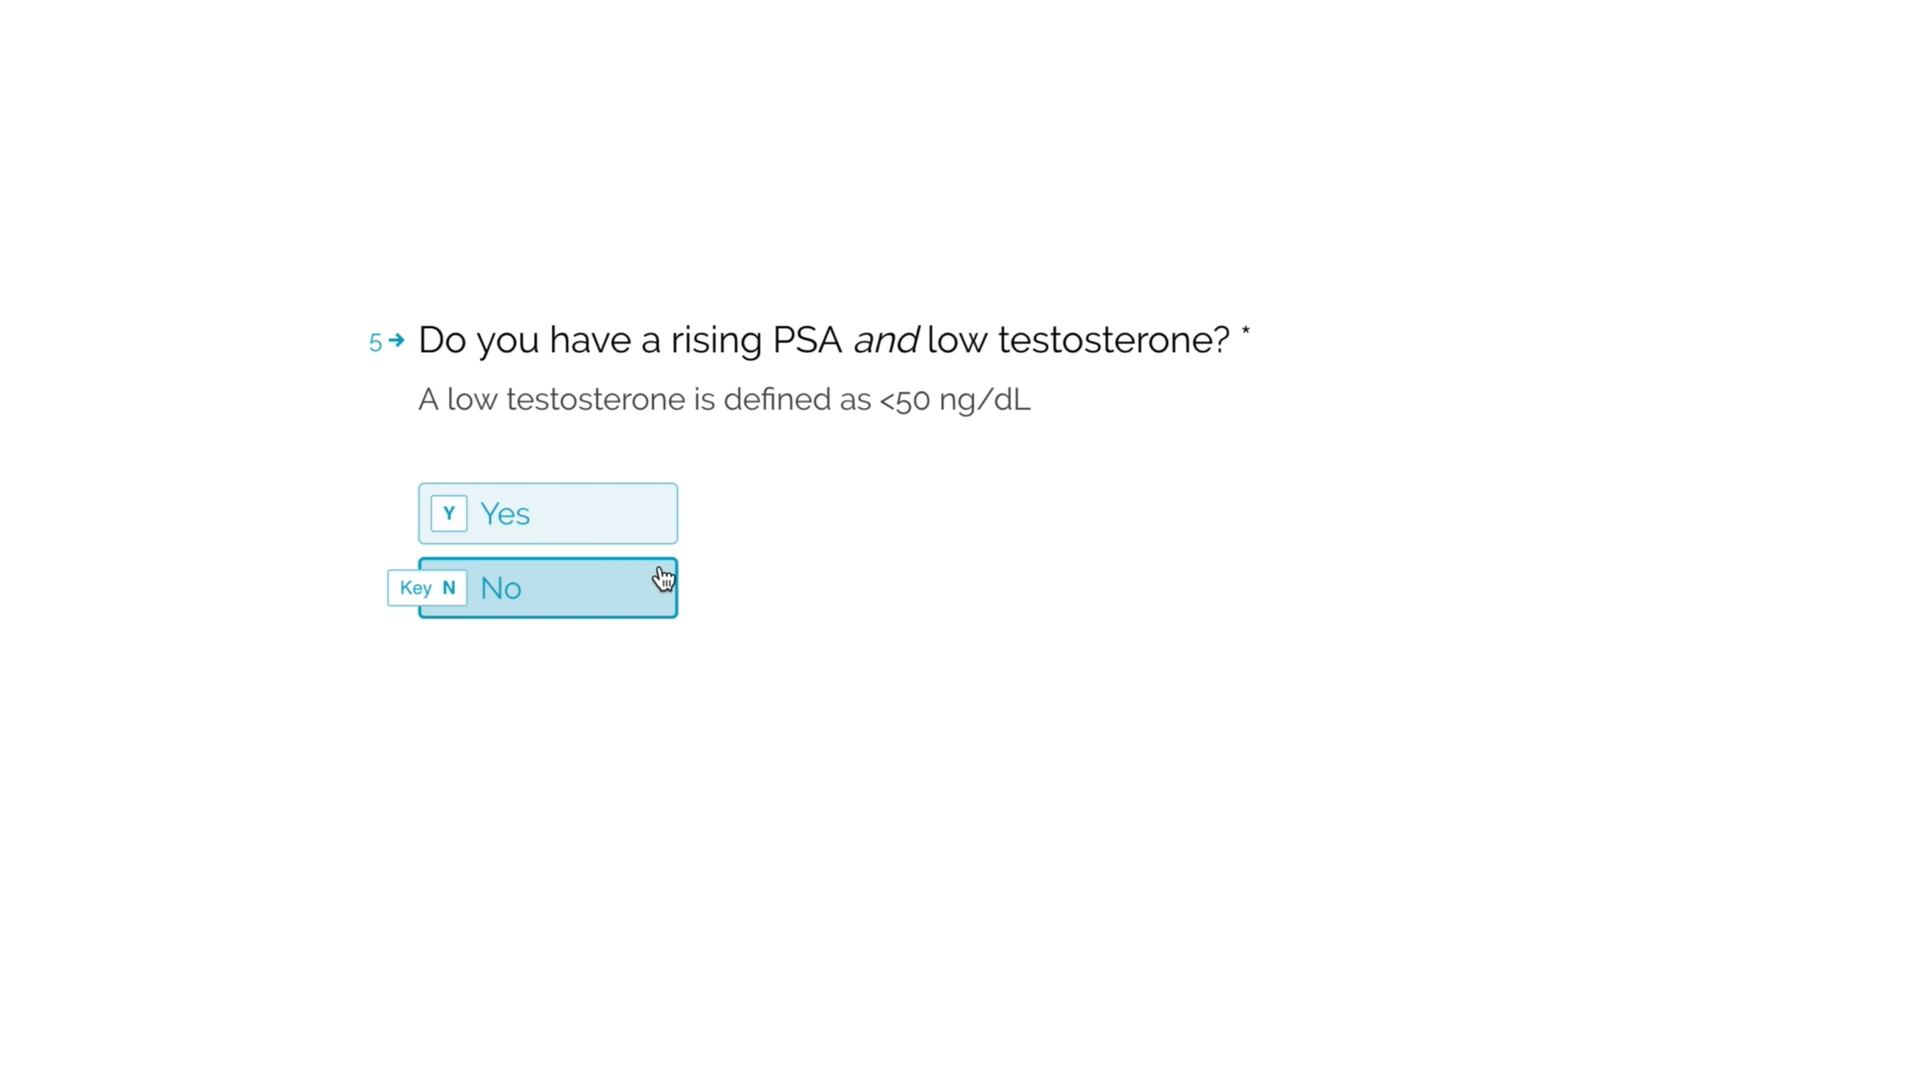 5 → Do you have a rising PSA and low testosterone? *
A low testosterone is defined as <50 ng/dL
Y Yes
Key N No